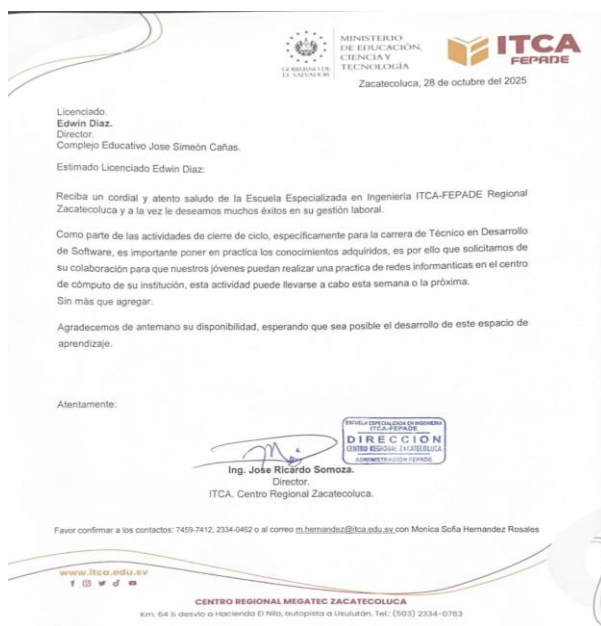 GOBIERNO DE
EL SALVADOR
MINISTERIO
DE EDUCACIÓN,
CIENCIA Y
TECNOLOGÍA
ITCA
FEPADE
Zacatecoluca, 28 de octubre del 2025
Licenciado.
Edwin Diaz.
Director.
Complejo Educativo Jose Simeón Cañas.
Estimado Licenciado Edwin Diaz:
Reciba un cordial y atento saludo de la Escuela Especializada en Ingeniería ITCA-FEPADE Regional
Zacatecoluca y a la vez le deseamos muchos éxitos en su gestión laboral.
Como parte de las actividades de cierre de ciclo, específicamente para la carrera de Técnico en Desarrollo
de Software, es importante poner en practica los conocimientos adquiridos, es por ello que solicitamos de
su colaboración para que nuestros jóvenes puedan realizar una practica de redes informanticas en el centro
de cómputo de su institución, esta actividad puede llevarse a cabo esta semana o la próxima.
Sin más que agregar.
Agradecemos de antemano su disponibilidad, esperando que sea posible el desarrollo de este espacio de
aprendizaje.
Atentamente:
ESCUELA ESPECIALIZADA EN INGENIERIA
ITCA-FEPADE
DIRECCION
CENTRO REGIONAL ZACATECOLUCA
ADMINISTRACION FEPADE
Ing. Jose Ricardo Somoza.
Director.
ITCA. Centro Regional Zacatecoluca.
Favor confirmar a los contactos: 7459-7412, 2334-0462 o al correo m.hernandez@itca.edu.sv con Monica Sofia Hernandez Rosales
www.itca.edu.sv
CENTRO REGIONAL MEGATEC ZACATECOLUCA
Km. 64 ½ desvío a Hacienda El Nilo, autopista a Usulután. Tel.: (503) 2334-0763